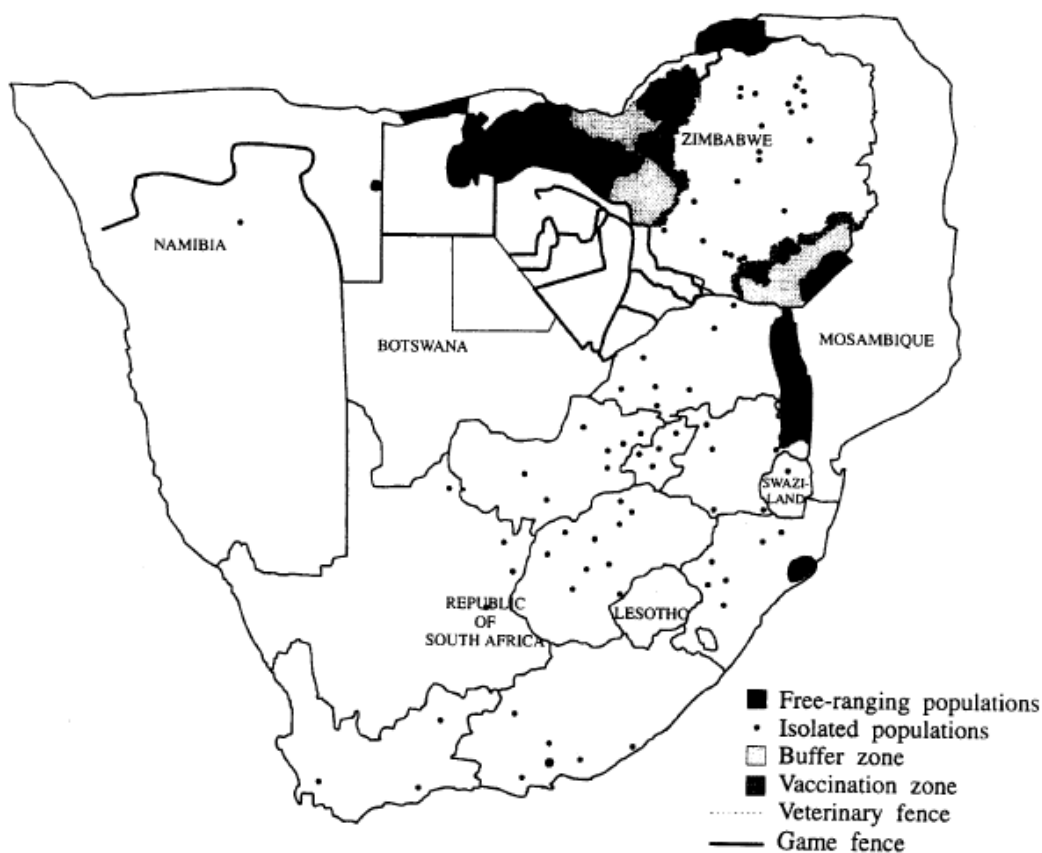 ZIMBABWE
NAMIBIA
MOSAMBIQUE
BOTSWANA
SWAZI-
LAND
REPUBLIC
OF
SOUTH AFRICA
LESOTHO
Free-ranging populations
Isolated populations
Buffer zone
Vaccination zone
Veterinary fence
Game fence